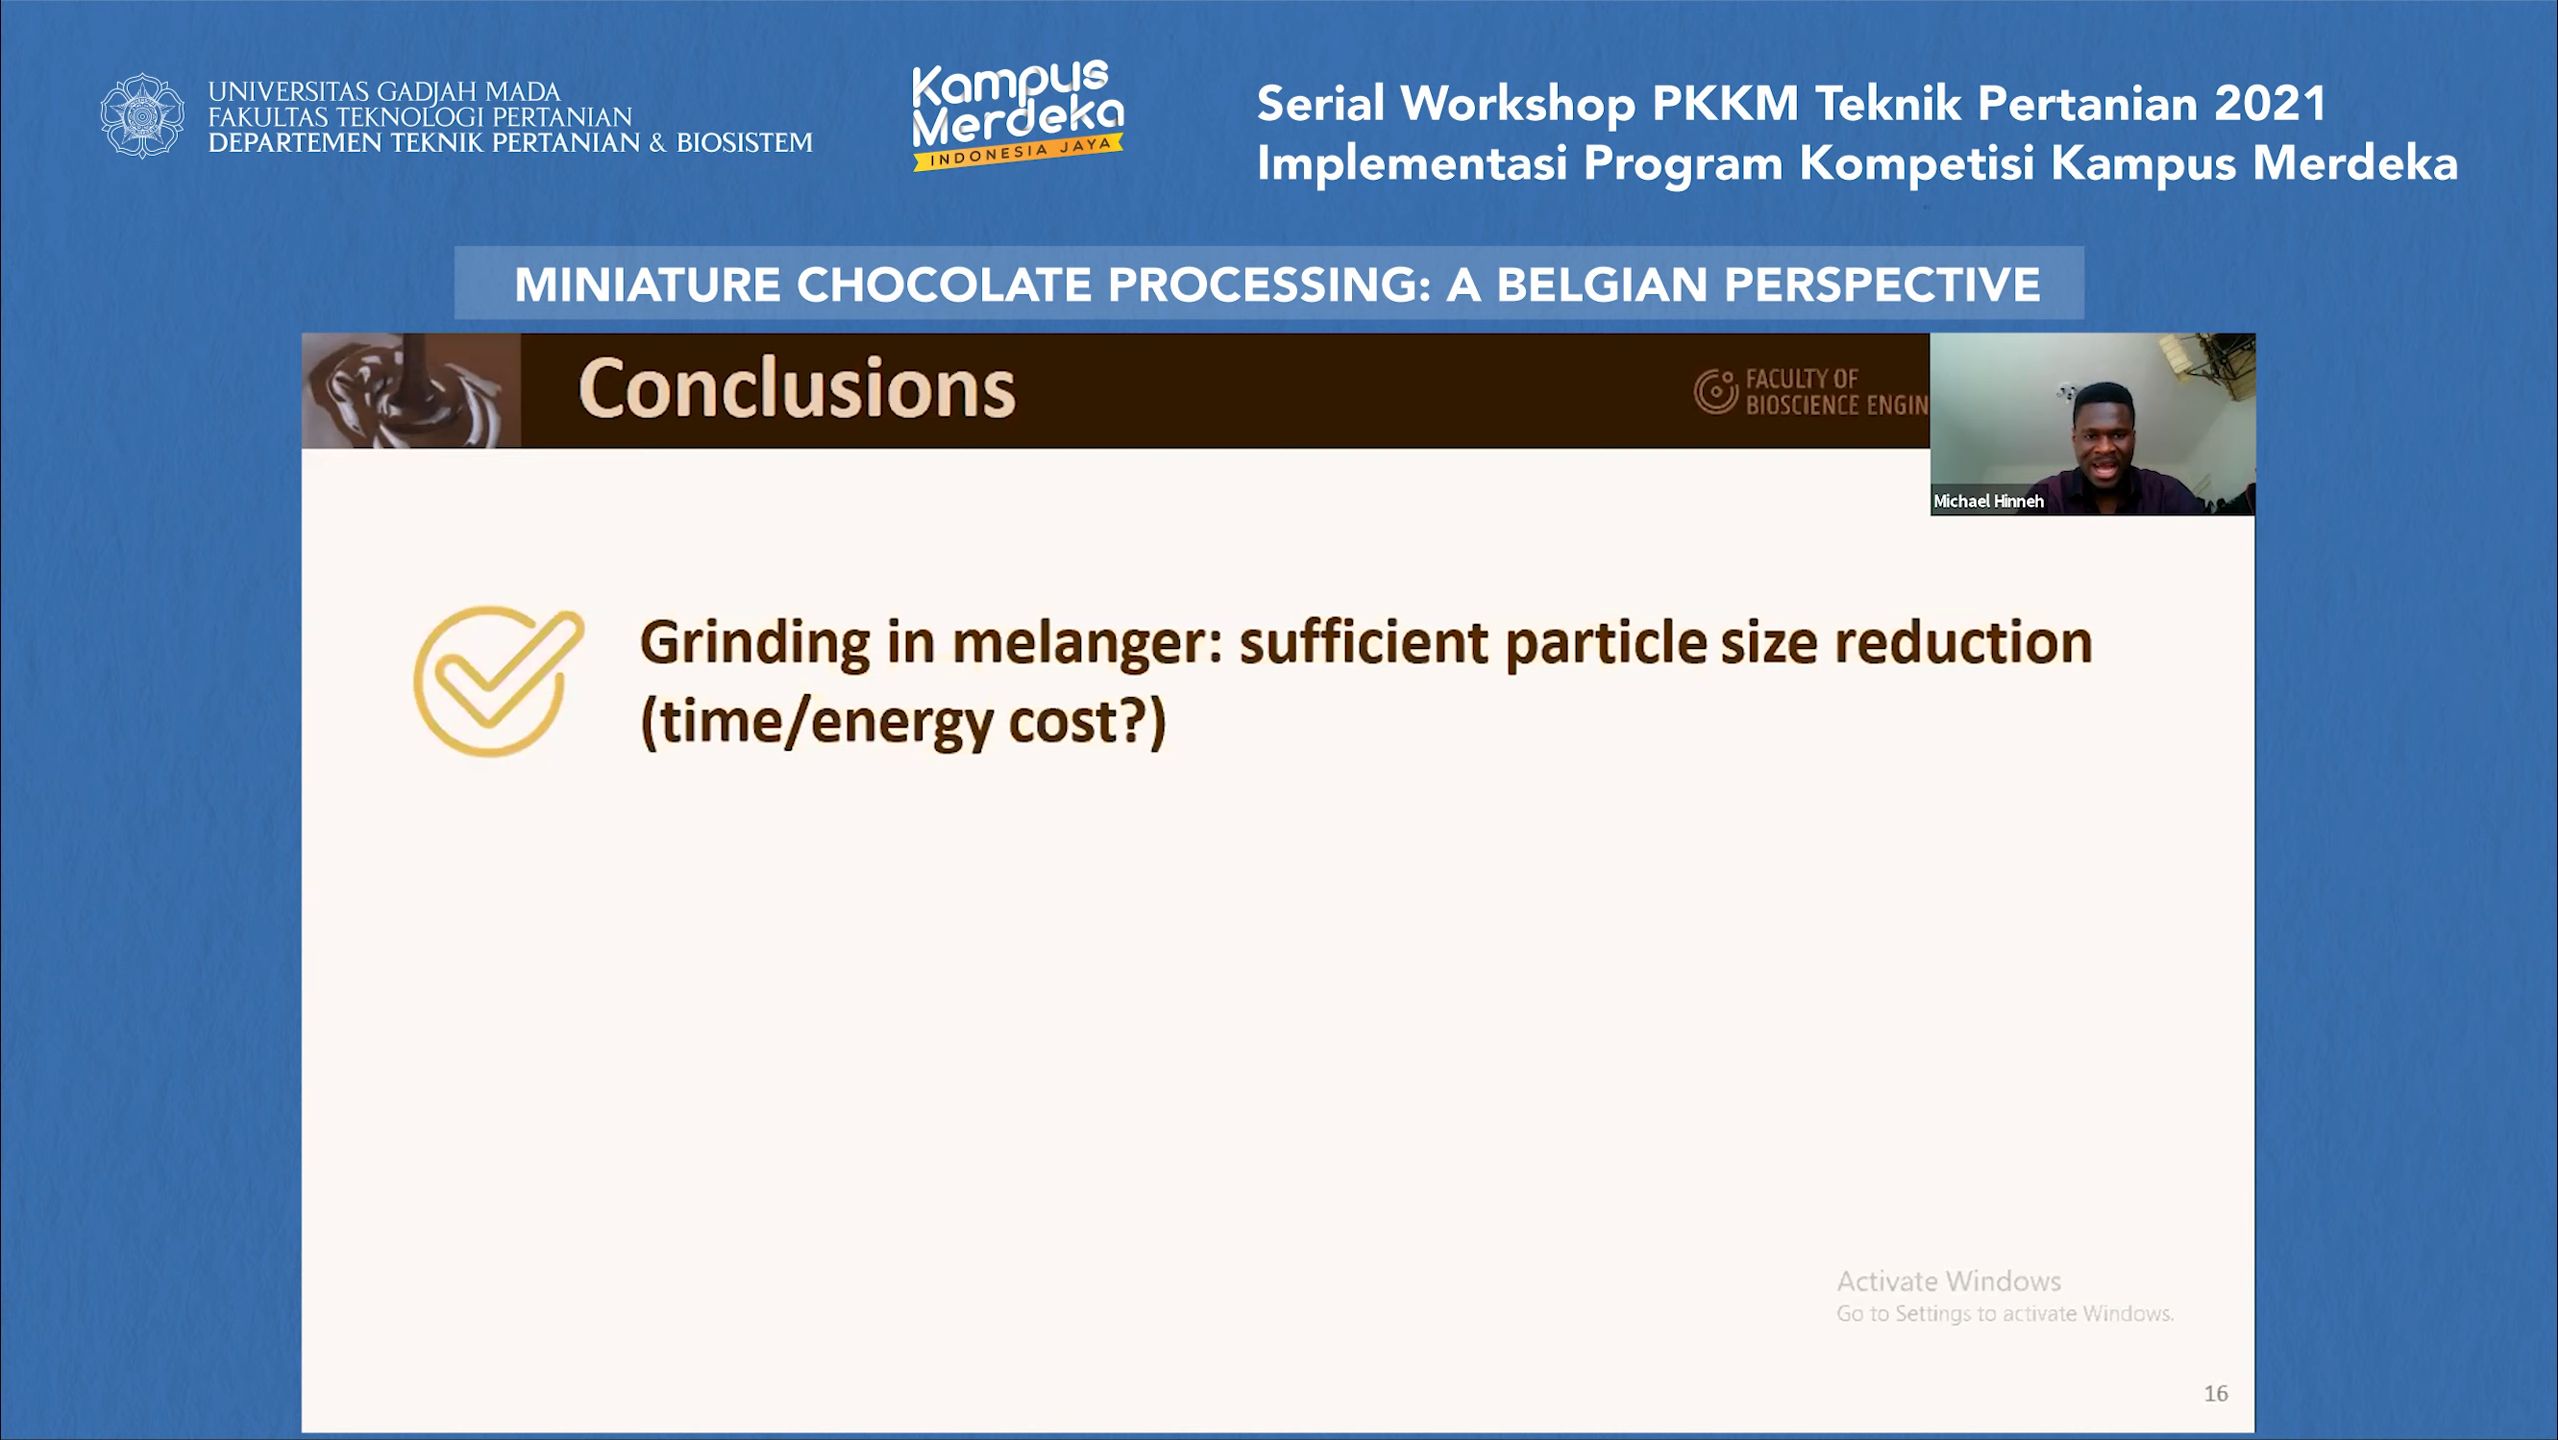 UNIVERSITAS GADJAH MADA
FAKULTAS TEKNOLOGI PERTANIAN
DEPARTEMEN TEKNIK PERTANIAN & BIOSISTEM
Kampus
Merdeka
INDONESIA JAYA
Serial Workshop PKKM Teknik Pertanian 2021
Implementasi Program Kompetisi Kampus Merdeka
MINIATURE CHOCOLATE PROCESSING: A BELGIAN PERSPECTIVE
Conclusions
FACULTY OF
BIOSCIENCE ENGIN
Michael Hinneh
Grinding in melanger: sufficient particle size reduction
(time/energy cost?)
Activate Windows
Go to Settings to activate Windows.
16